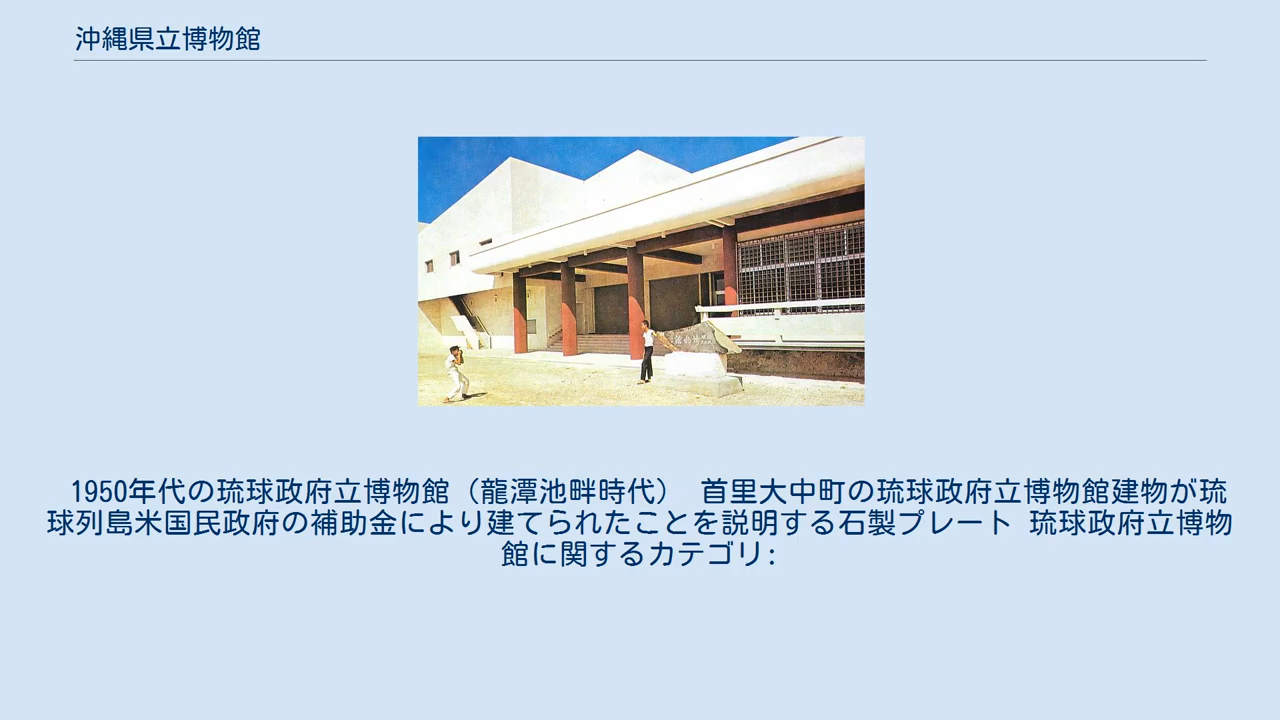 沖縄県立博物館
1950年代の琉球政府立博物館（龍潭池畔時代） 首里大中町の琉球政府立博物館建物が琉
球列島米国民政府の補助金により建てられたことを説明する石製プレート 琉球政府立博物
館に関するカテゴリ: